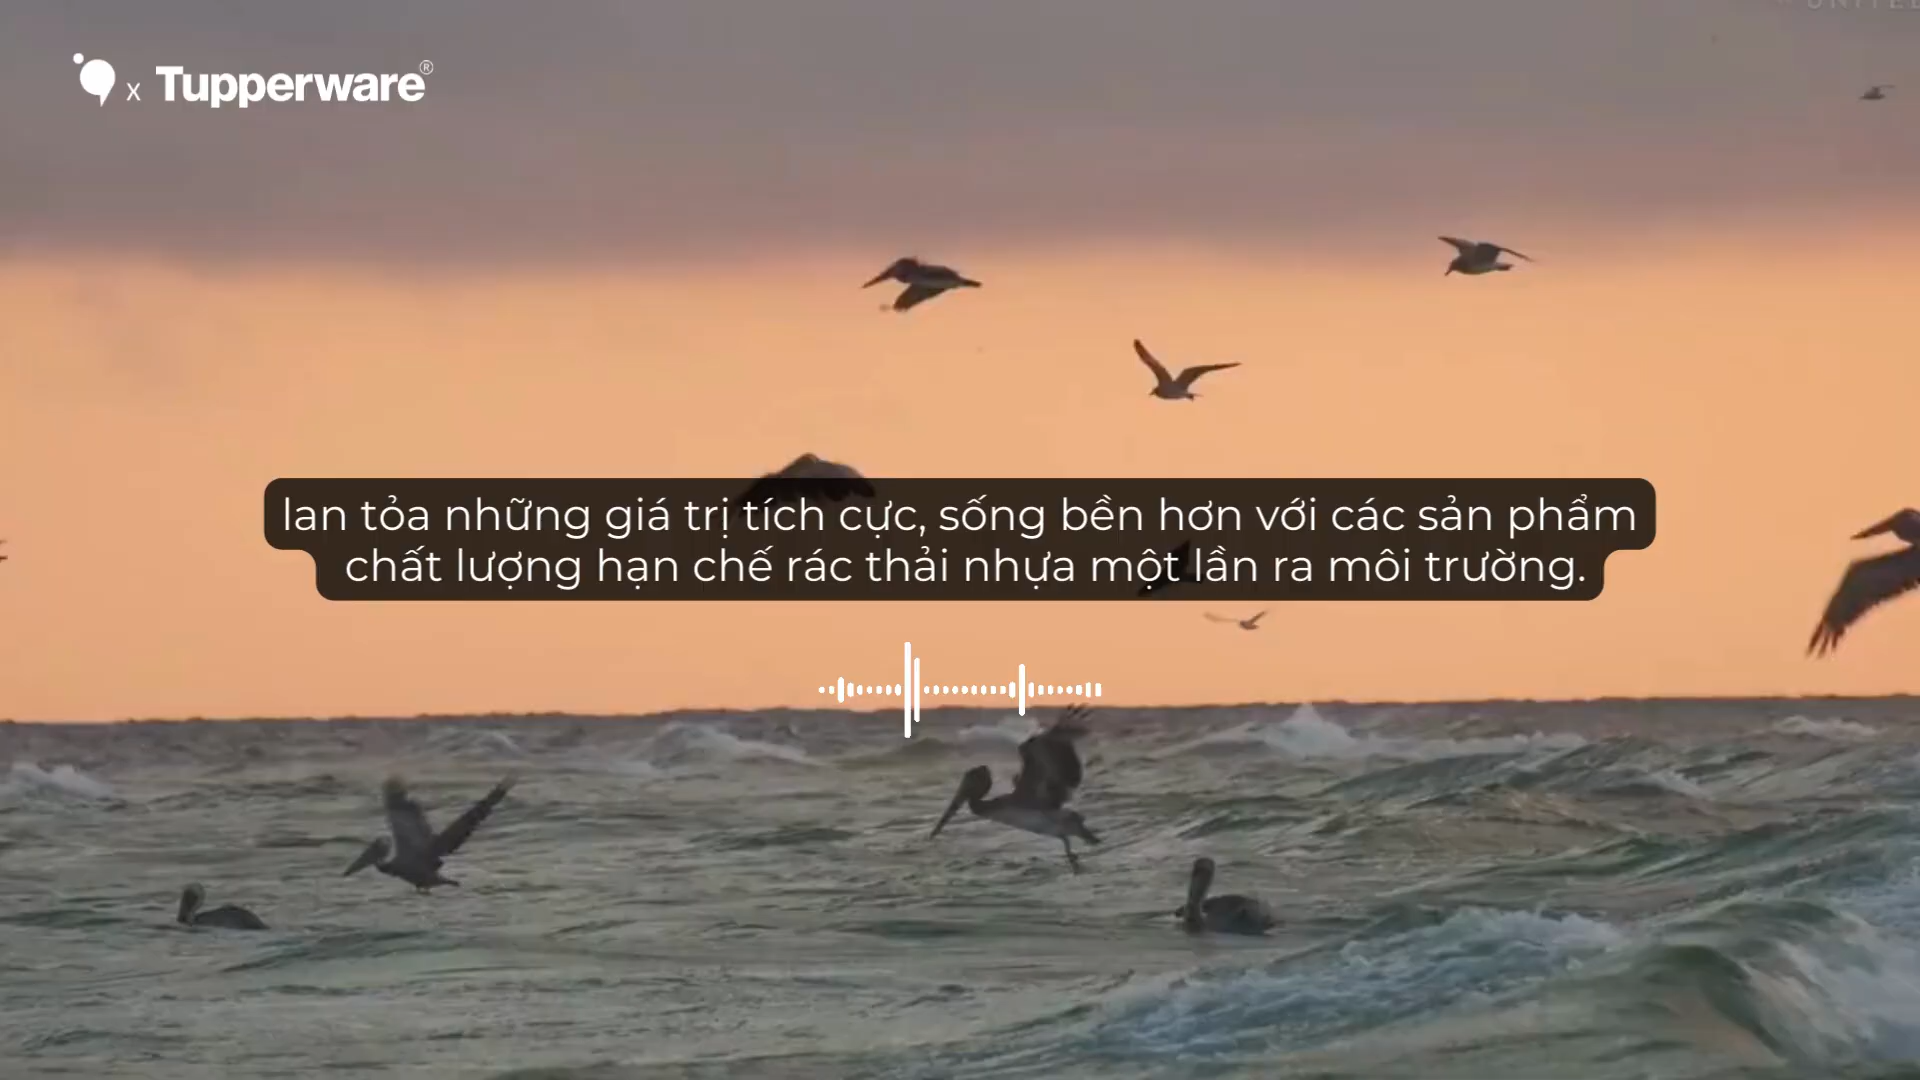 x Tupperware®
lan tỏa những giá trị tích cực, sống bền hơn với các sản phẩm
chất lượng hạn chế rác thải nhựa một lần ra môi trường.